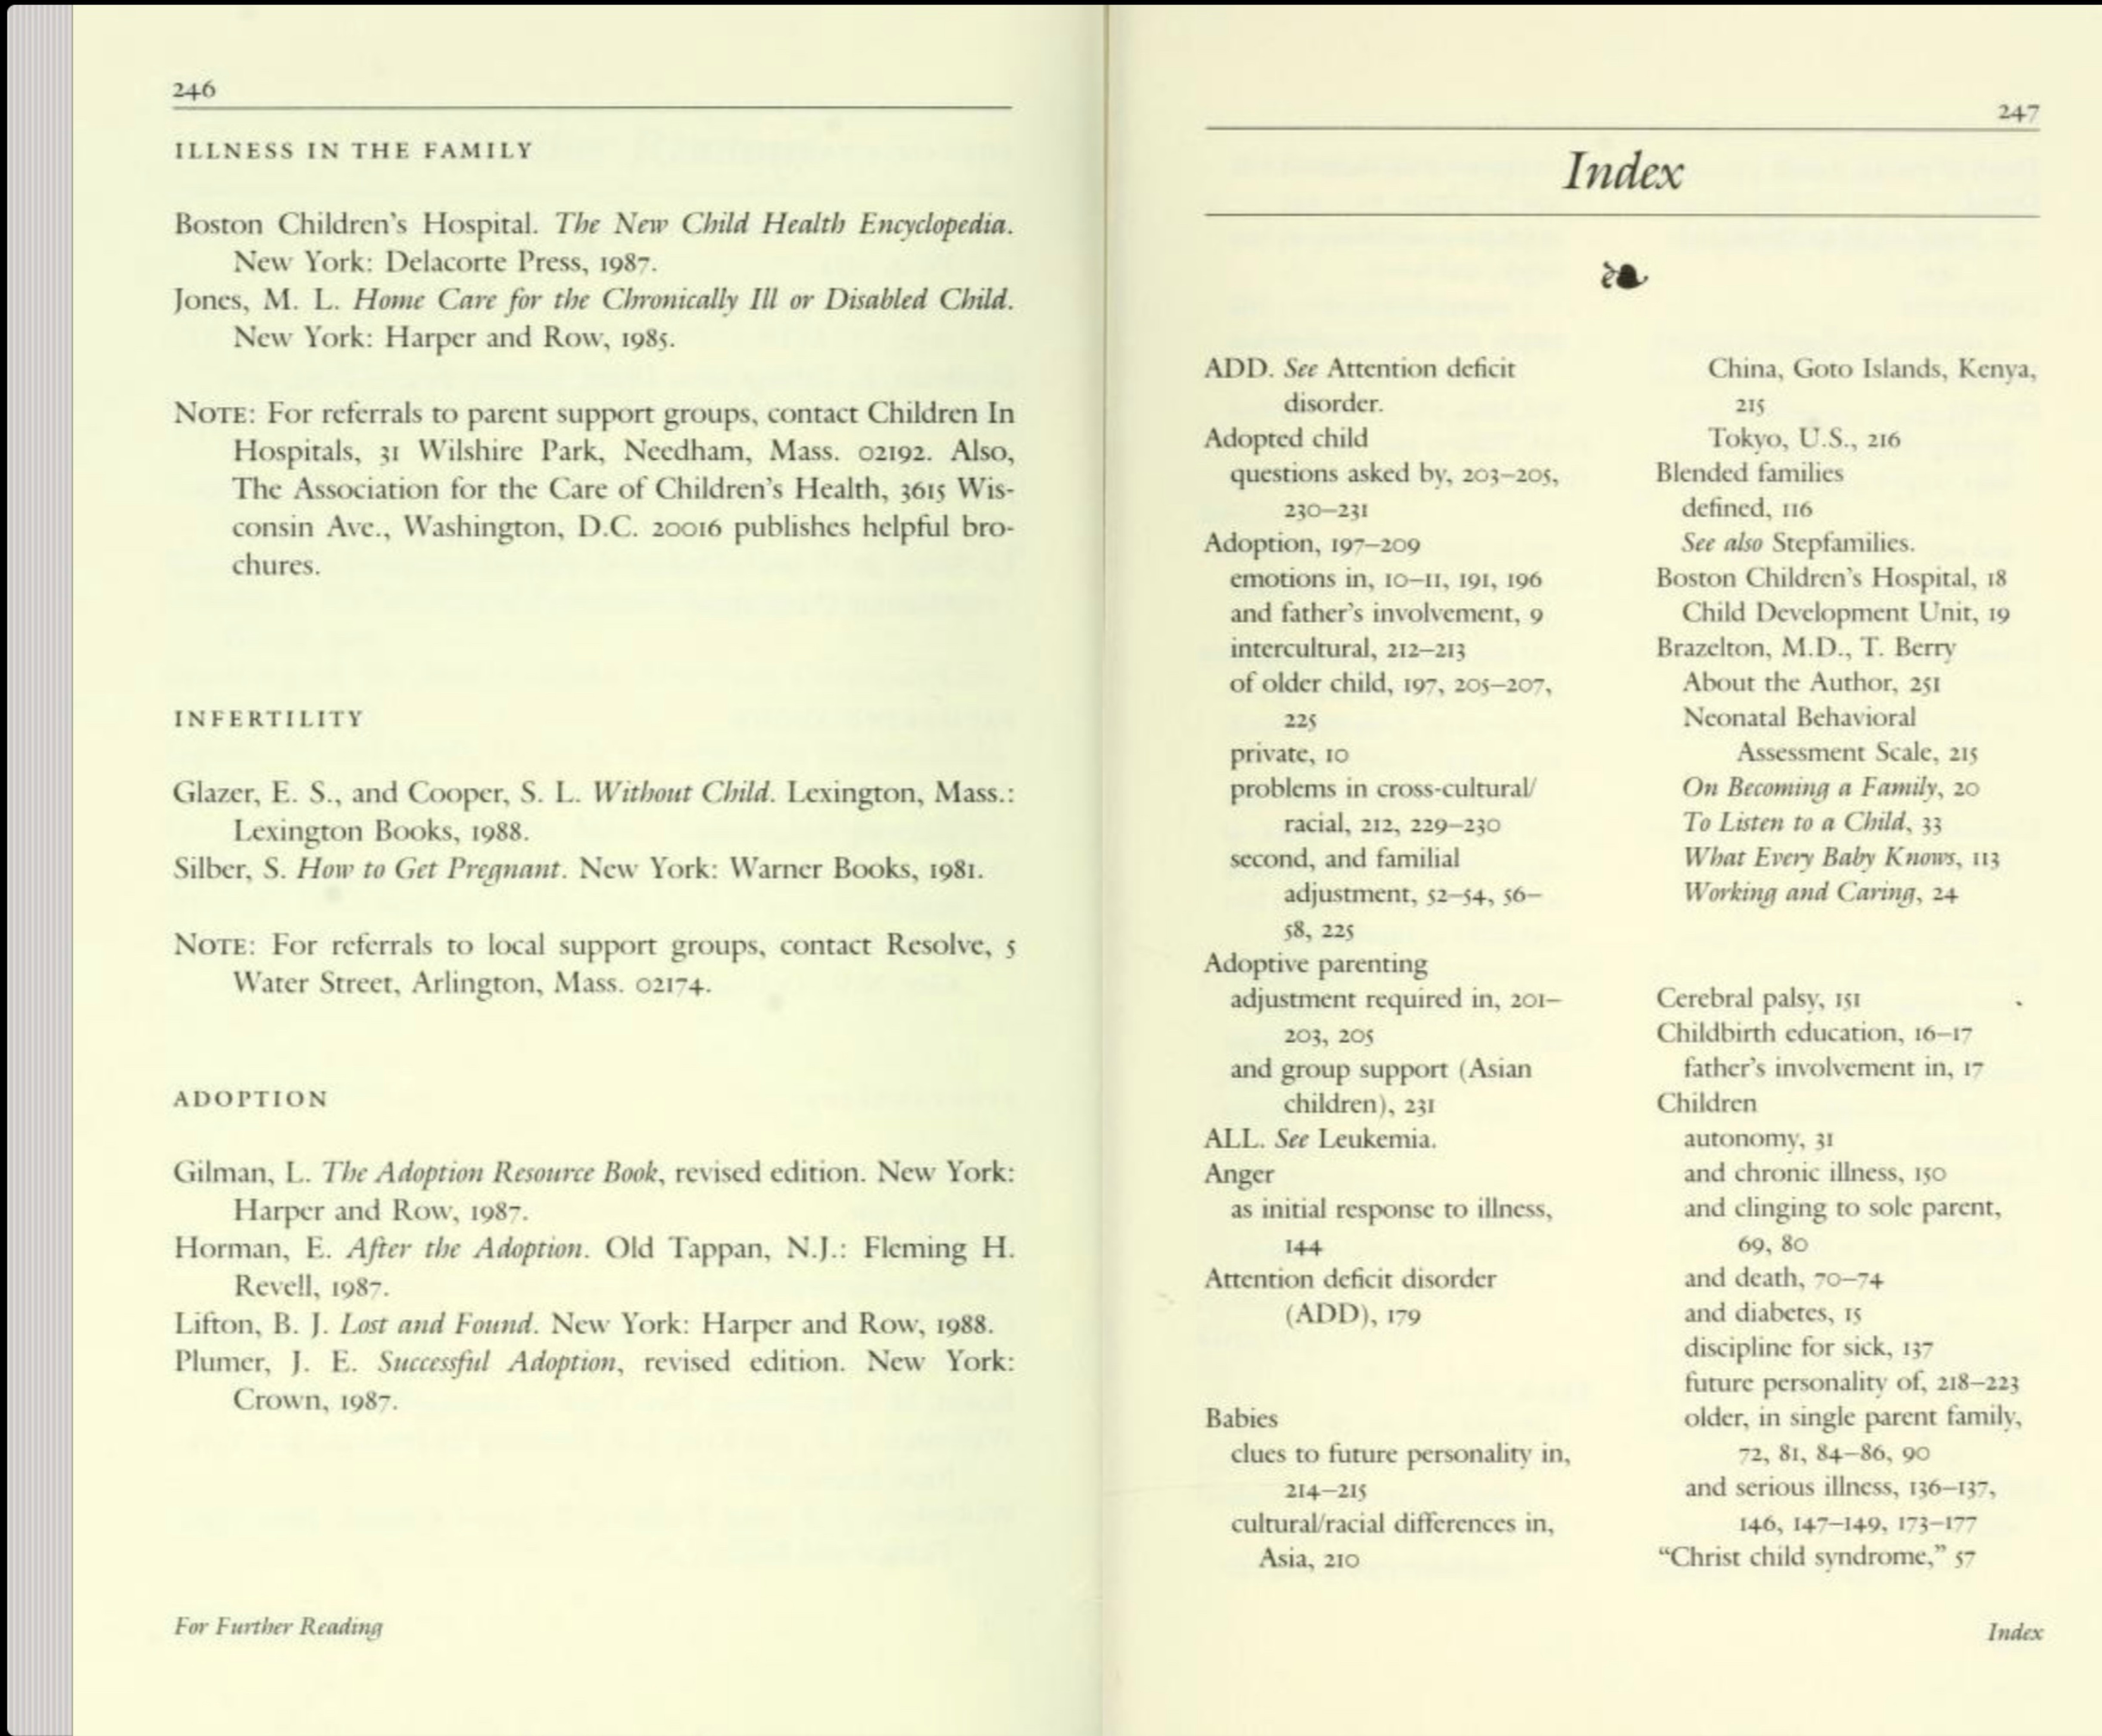 246
ILLNESS IN THE FAMILY
Boston Children's Hospital. The New Child Health Encyclopedia.
New York: Delacorte Press, 1987.
Jones, M. L. Home Care for the Chronically Ill or Disabled Child.
New York: Harper and Row, 1985.
NOTE: For referrals to parent support groups, contact Children In
Hospitals, 31 Wilshire Park, Needham, Mass. 02192. Also,
The Association for the Care of Children's Health, 3615 Wis-
consin Ave., Washington, D.C. 20016 publishes helpful bro-
chures.
INFERTILITY
Glazer, E. S., and Cooper, S. L. Without Child. Lexington, Mass.:
Lexington Books, 1988.
Silber, S. How to Get Pregnant. New York: Warner Books, 1981.
NOTE: For referrals to local support groups, contact Resolve, 5
Water Street, Arlington, Mass. 02174.
ADOPTION
Gilman, L. The Adoption Resource Book, revised edition. New York:
Harper and Row, 1987.
Horman, E. After the Adoption. Old Tappan, N.J.: Fleming H.
Revell, 1987.
Lifton, B. J. Lost and Found. New York: Harper and Row, 1988.
Plumer, J. E. Successful Adoption, revised edition. New York:
Crown, 1987.
For Further Reading
247
Index
ADD. See Attention deficit
disorder.
Adopted child
questions asked by, 203–205,
230–231
Adoption, 197–209
emotions in, 10–11, 191, 196
and father's involvement, 9
intercultural, 212–213
of older child, 197, 205–207,
225
private, 10
problems in cross-cultural/
racial, 212, 229–230
second, and familial
adjustment, 52–54, 56–
58, 225
Adoptive parenting
adjustment required in, 201–
203, 205
and group support (Asian
children), 231
ALL. See Leukemia.
Anger
as initial response to illness,
144
Attention deficit disorder
(ADD), 179
Babies
clues to future personality in,
214–215
cultural/racial differences in,
Asia, 210
China, Goto Islands, Kenya,
215
Tokyo, U.S., 216
Blended families
defined, 116
See also Stepfamilies.
Boston Children's Hospital, 18
Child Development Unit, 19
Brazelton, M.D., T. Berry
About the Author, 251
Neonatal Behavioral
Assessment Scale, 215
On Becoming a Family, 20
To Listen to a Child, 33
What Every Baby Knows, 113
Working and Caring, 24
Cerebral palsy, 151
Childbirth education, 16–17
father's involvement in, 17
Children
autonomy, 31
and chronic illness, 150
and clinging to sole parent,
69, 80
and death, 70–74
and diabetes, 15
discipline for sick, 137
future personality of, 218–223
older, in single parent family,
72, 81, 84–86, 90
and serious illness, 136–137,
146, 147–149, 173–177
"Christ child syndrome," 57
Index